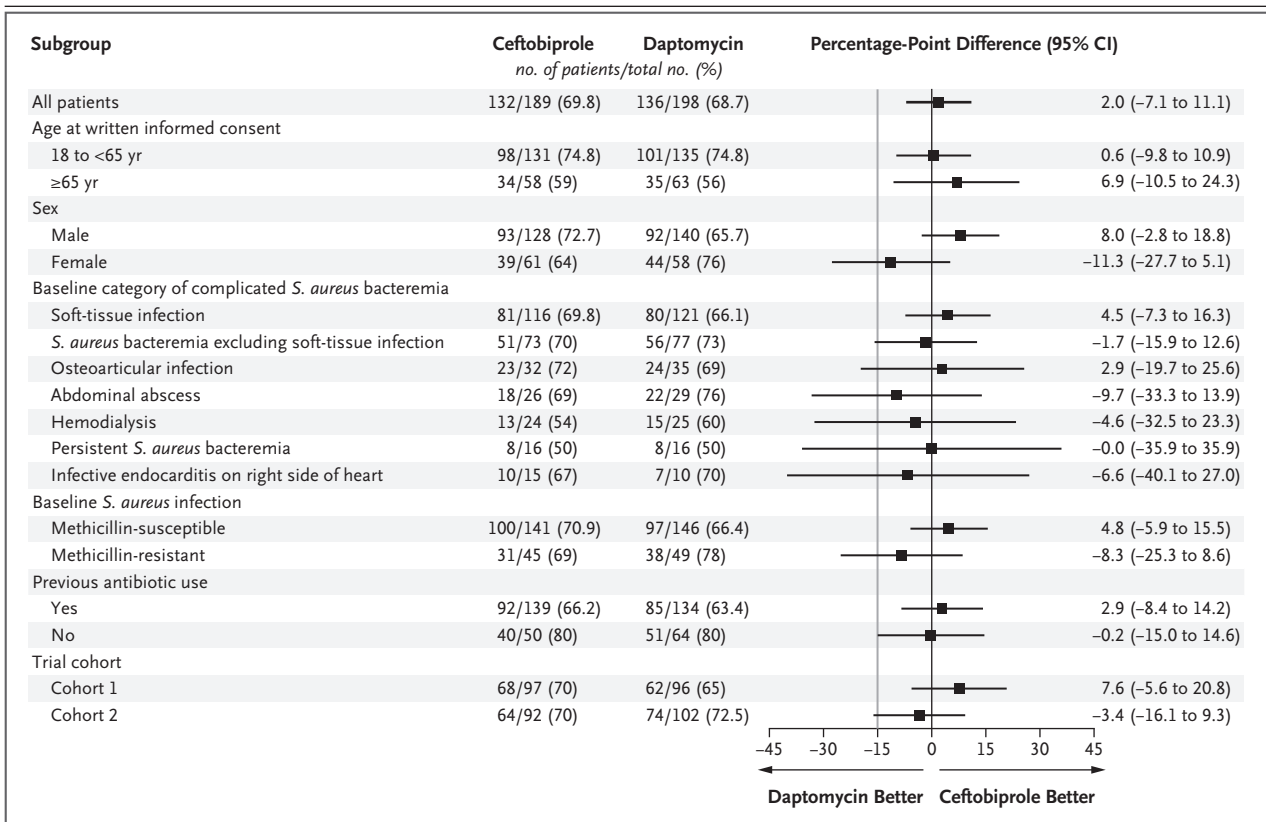 Subgroup Ceftobiprole Daptomycin Percentage-Point Difference (95% CI)
no. of patients/total no. (%)
All patients 132/189 (69.8) 136/198 (68.7) 2.0 (−7.1 to 11.1)
Age at written informed consent
18 to <65 yr 98/131 (74.8) 101/135 (74.8) 0.6 (−9.8 to 10.9)
≥65 yr 34/58 (59) 35/63 (56) 6.9 (−10.5 to 24.3)
Sex
Male 93/128 (72.7) 92/140 (65.7) 8.0 (−2.8 to 18.8)
Female 39/61 (64) 44/58 (76) −11.3 (−27.7 to 5.1)
Baseline category of complicated S. aureus bacteremia
Soft-tissue infection 81/116 (69.8) 80/121 (66.1) 4.5 (−7.3 to 16.3)
S. aureus bacteremia excluding soft-tissue infection 51/73 (70) 56/77 (73) −1.7 (−15.9 to 12.6)
Osteoarticular infection 23/32 (72) 24/35 (69) 2.9 (−19.7 to 25.6)
Abdominal abscess 18/26 (69) 22/29 (76) −9.7 (−33.3 to 13.9)
Hemodialysis 13/24 (54) 15/25 (60) −4.6 (−32.5 to 23.3)
Persistent S. aureus bacteremia 8/16 (50) 8/16 (50) −0.0 (−35.9 to 35.9)
Infective endocarditis on right side of heart 10/15 (67) 7/10 (70) −6.6 (−40.1 to 27.0)
Baseline S. aureus infection
Methicillin-susceptible 100/141 (70.9) 97/146 (66.4) 4.8 (−5.9 to 15.5)
Methicillin-resistant 31/45 (69) 38/49 (78) −8.3 (−25.3 to 8.6)
Previous antibiotic use
Yes 92/139 (66.2) 85/134 (63.4) 2.9 (−8.4 to 14.2)
No 40/50 (80) 51/64 (80) −0.2 (−15.0 to 14.6)
Trial cohort
Cohort 1 68/97 (70) 62/96 (65) 7.6 (−5.6 to 20.8)
Cohort 2 64/92 (70) 74/102 (72.5) −3.4 (−16.1 to 9.3)
−45 −30 −15 0 15 30 45
Daptomycin Better Ceftobiprole Better